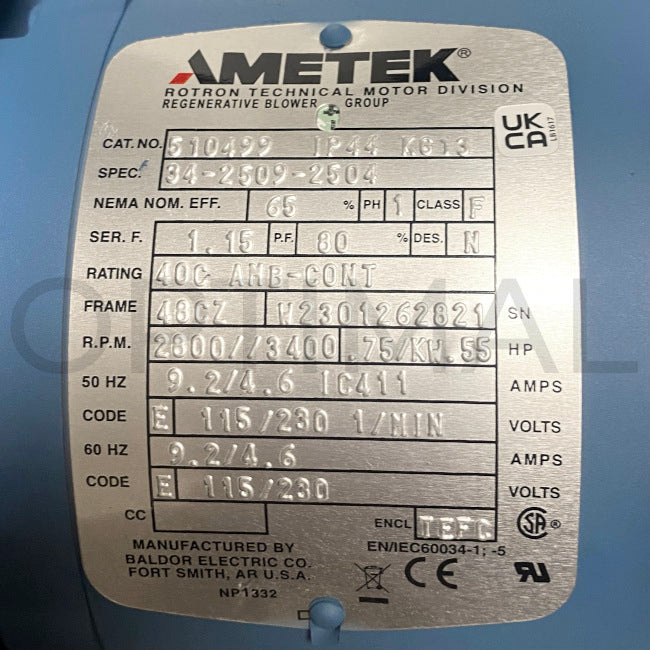 AMETEK®
ROTRON TECHNICAL MOTOR DIVISION
REGENERATIVE BLOWER GROUP
UK
CA
LB1617
CAT. NO. 510499 IP44 KG13
SPEC. 34-2509-2504
NEMA NOM. EFF. 65 % PH 1 CLASS F
SER. F. 1.15 P.F. 80 % DES. N
RATING 40C AMB-CONT
FRAME 48CZ W2301262821 SN
R.P.M. 2800//3400 .75/KW.55 HP
50 HZ 9.2/4.6 IC411 AMPS
CODE E 115/230 1/MIN VOLTS
60 HZ 9.2/4.6 AMPS
CODE E 115/230 VOLTS
CC ENCL TEFC SA®
MANUFACTURED BY EN/IEC60034-1; -5
BALDOR ELECTRIC CO.
FORT SMITH, AR U.S.A. CE RU
NP1332